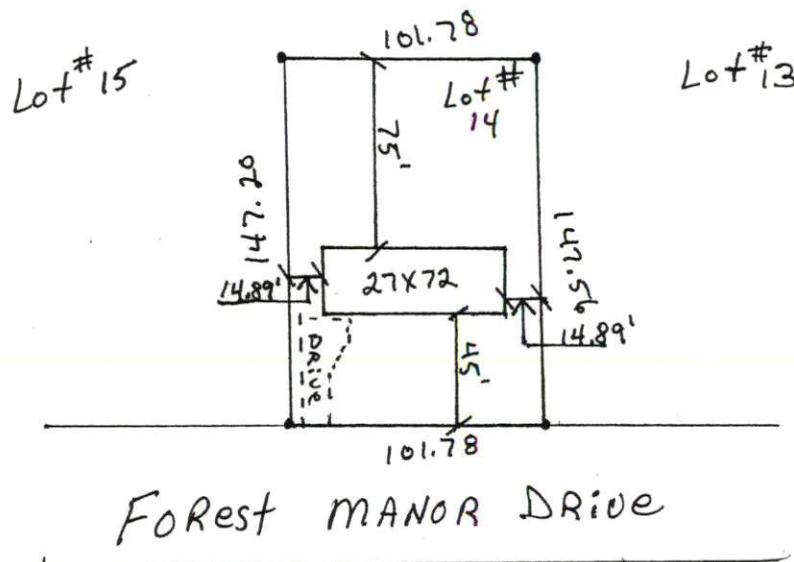 101.78
Lot # 15
Lot #
14
Lot # 13
75'
147.20
147.56
27X72
14.89'
14.89'
DRive
45'
101.78
FoRest MANOR DRive